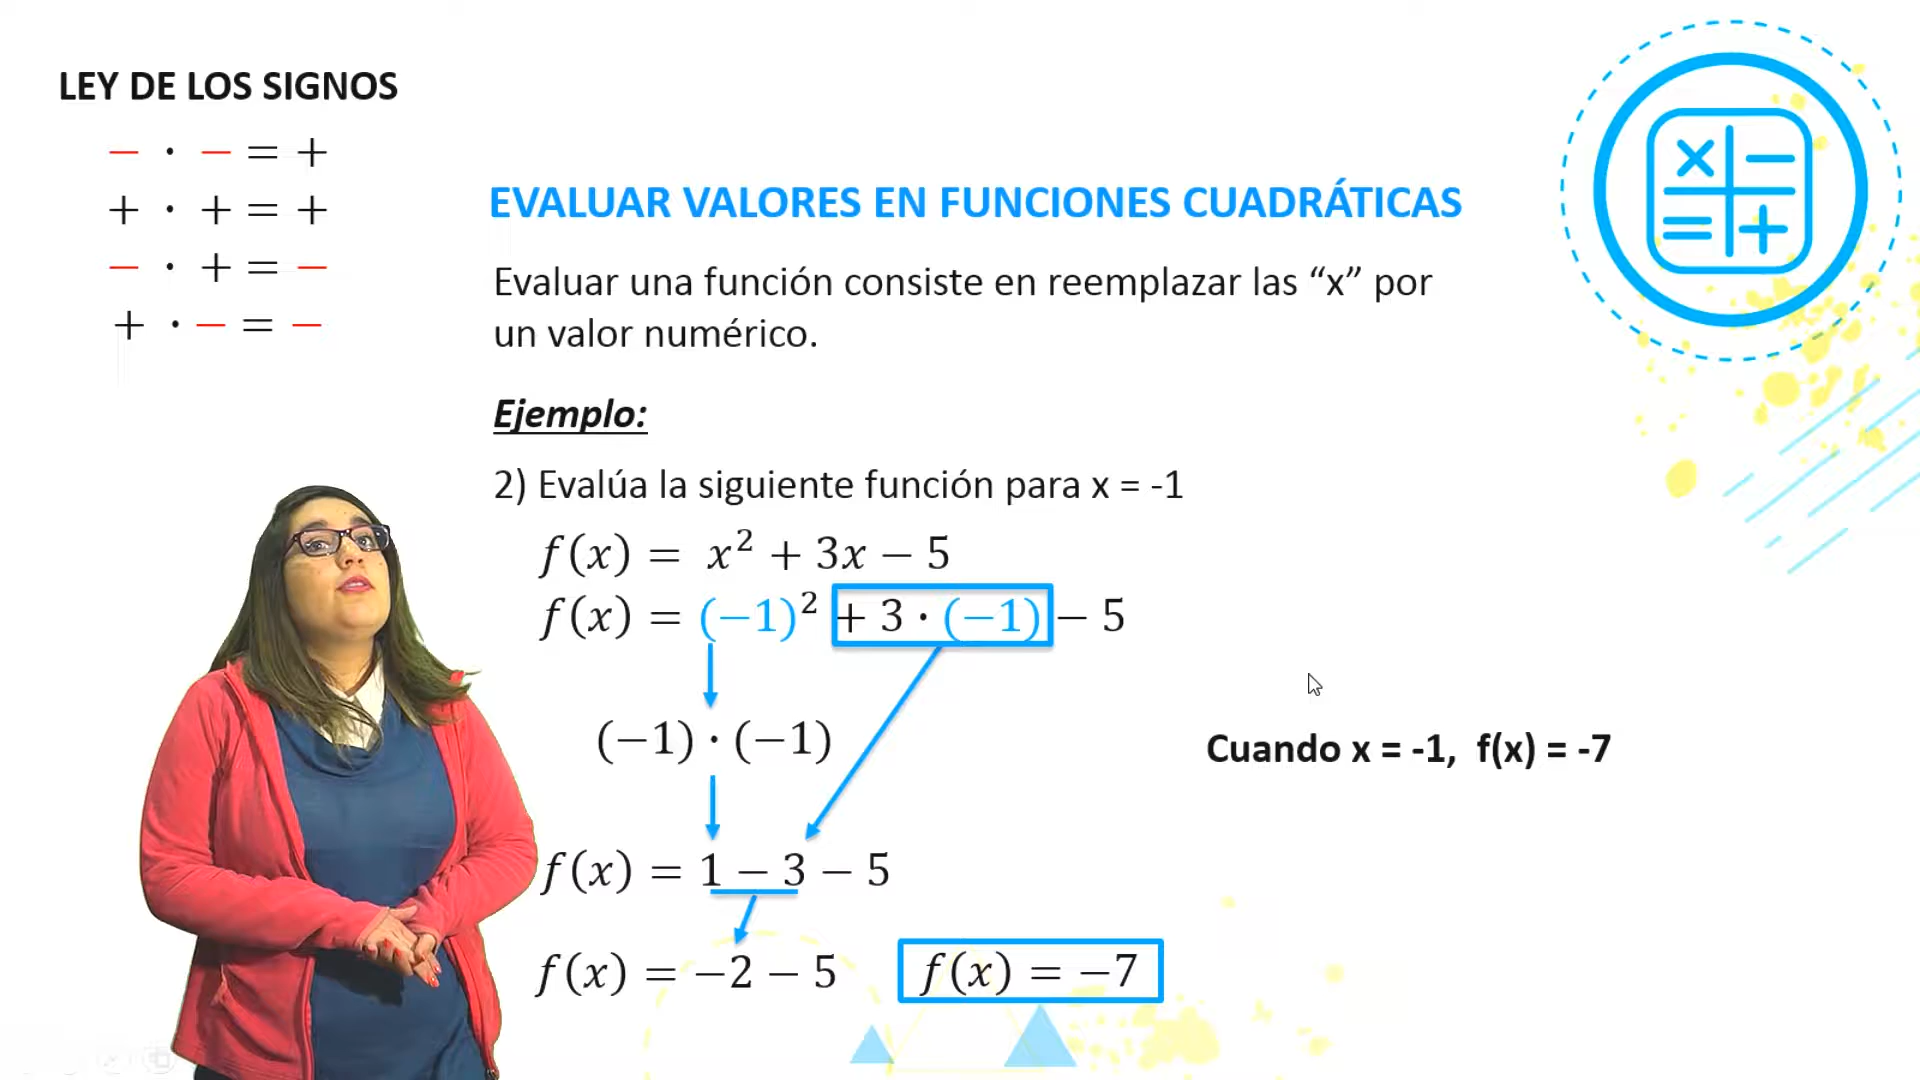 LEY DE LOS SIGNOS
− · − = +
+ · + = +
− · + = −
+ · − = −
EVALUAR VALORES EN FUNCIONES CUADRÁTICAS
Evaluar una función consiste en reemplazar las “x” por
un valor numérico.
Ejemplo:
2) Evalúa la siguiente función para x = -1
f(x) = x² + 3x − 5
f(x) = (−1)² + 3 · (−1) − 5
(−1) · (−1)
Cuando x = -1, f(x) = -7
f(x) = 1 − 3 − 5
f(x) = −2 − 5
f(x) = −7